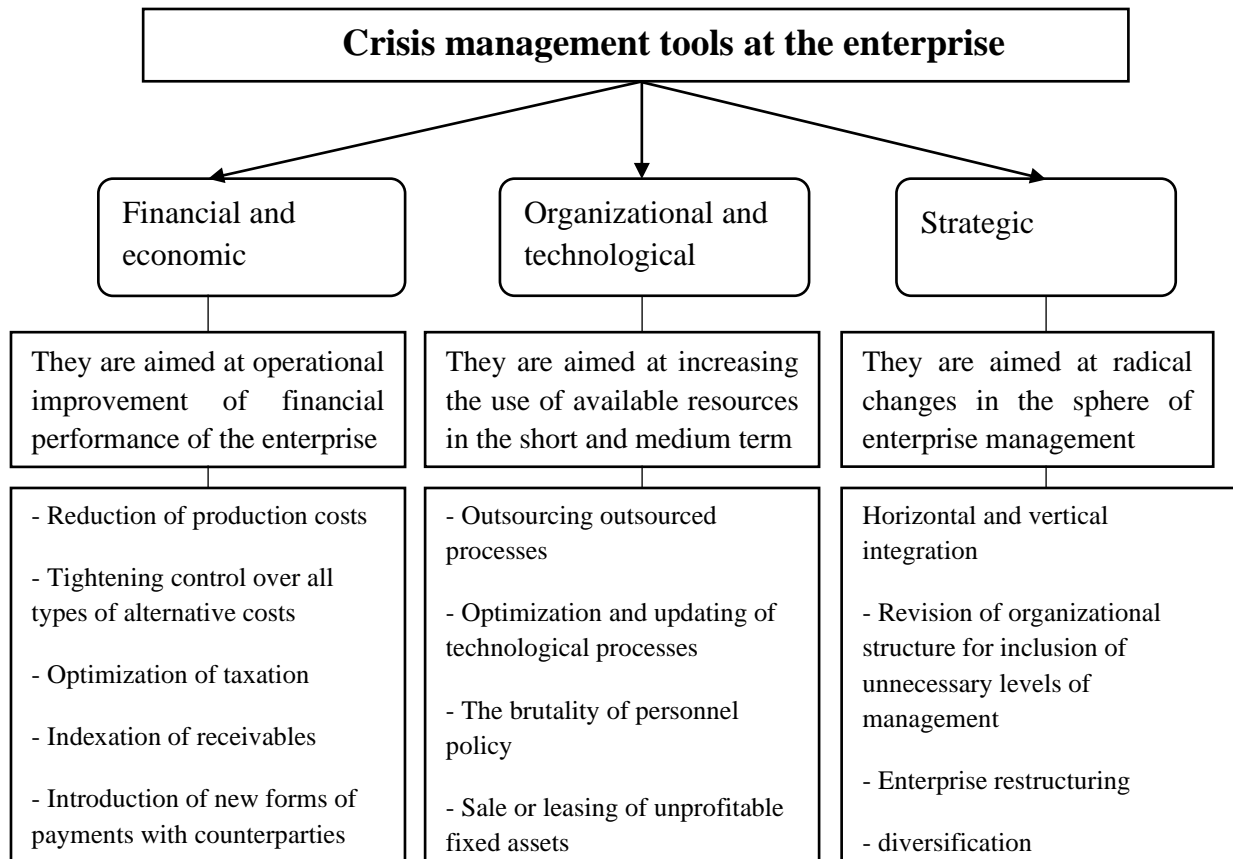 Crisis management tools at the enterprise
Financial and
economic
Organizational and
technological
Strategic
They are aimed at operational
improvement of financial
performance of the enterprise
They are aimed at increasing
the use of available resources
in the short and medium term
They are aimed at radical
changes in the sphere of
enterprise management
- Reduction of production costs
- Tightening control over all
types of alternative costs
- Optimization of taxation
- Indexation of receivables
- Introduction of new forms of
payments with counterparties
- Outsourcing outsourced
processes
- Optimization and updating of
technological processes
- The brutality of personnel
policy
- Sale or leasing of unprofitable
fixed assets
Horizontal and vertical
integration
- Revision of organizational
structure for inclusion of
unnecessary levels of
management
- Enterprise restructuring
- diversification